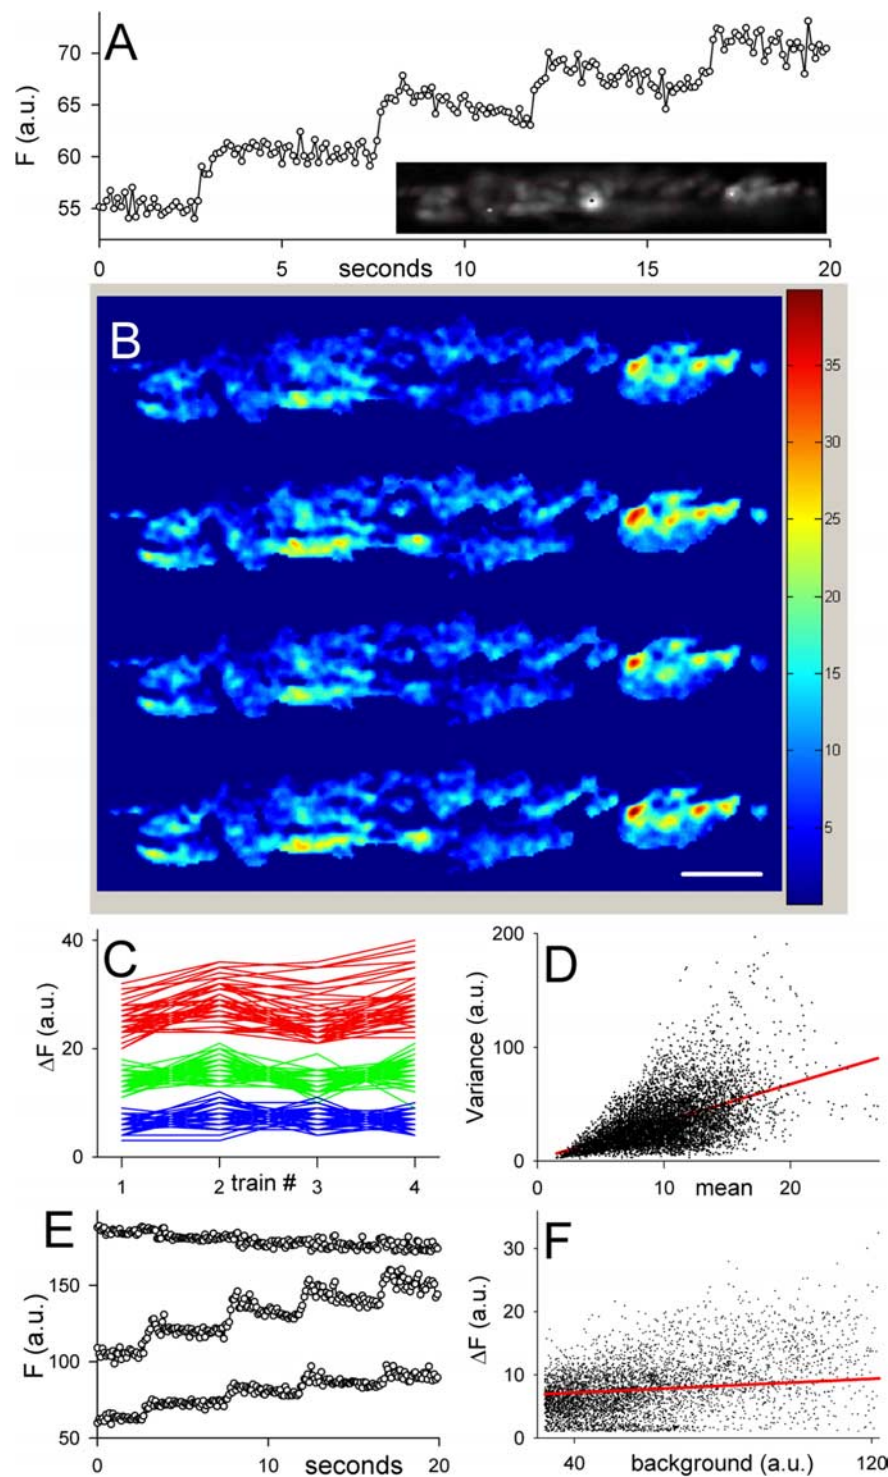 A
F (a.u.)
70
65
60
55
0 5 10 15 20
seconds
B
35
30
25
20
15
10
5
C
ΔF (a.u.)
40
20
0
1 2 3 4
train #
D
Variance (a.u.)
200
100
0
0 10 20
mean
E
F (a.u.)
150
100
50
0 10 20
seconds
F
ΔF (a.u.)
30
20
10
0
40 120
background (a.u.)